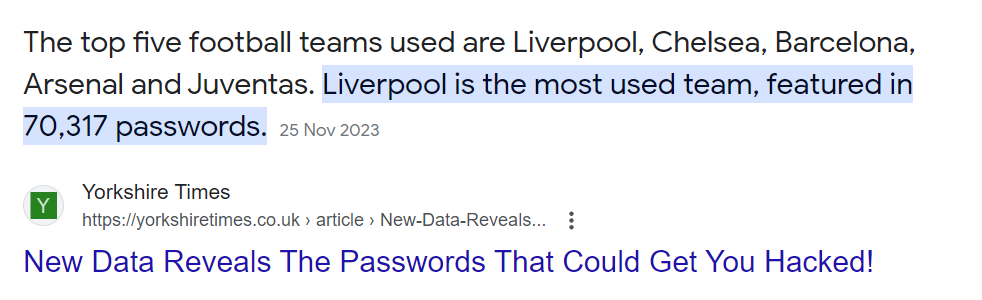 The top five football teams used are Liverpool, Chelsea, Barcelona,
Arsenal and Juventas. Liverpool is the most used team, featured in
70,317 passwords. 25 Nov 2023
Y
Yorkshire Times
https://yorkshiretimes.co.uk › article › New-Data-Reveals...
New Data Reveals The Passwords That Could Get You Hacked!